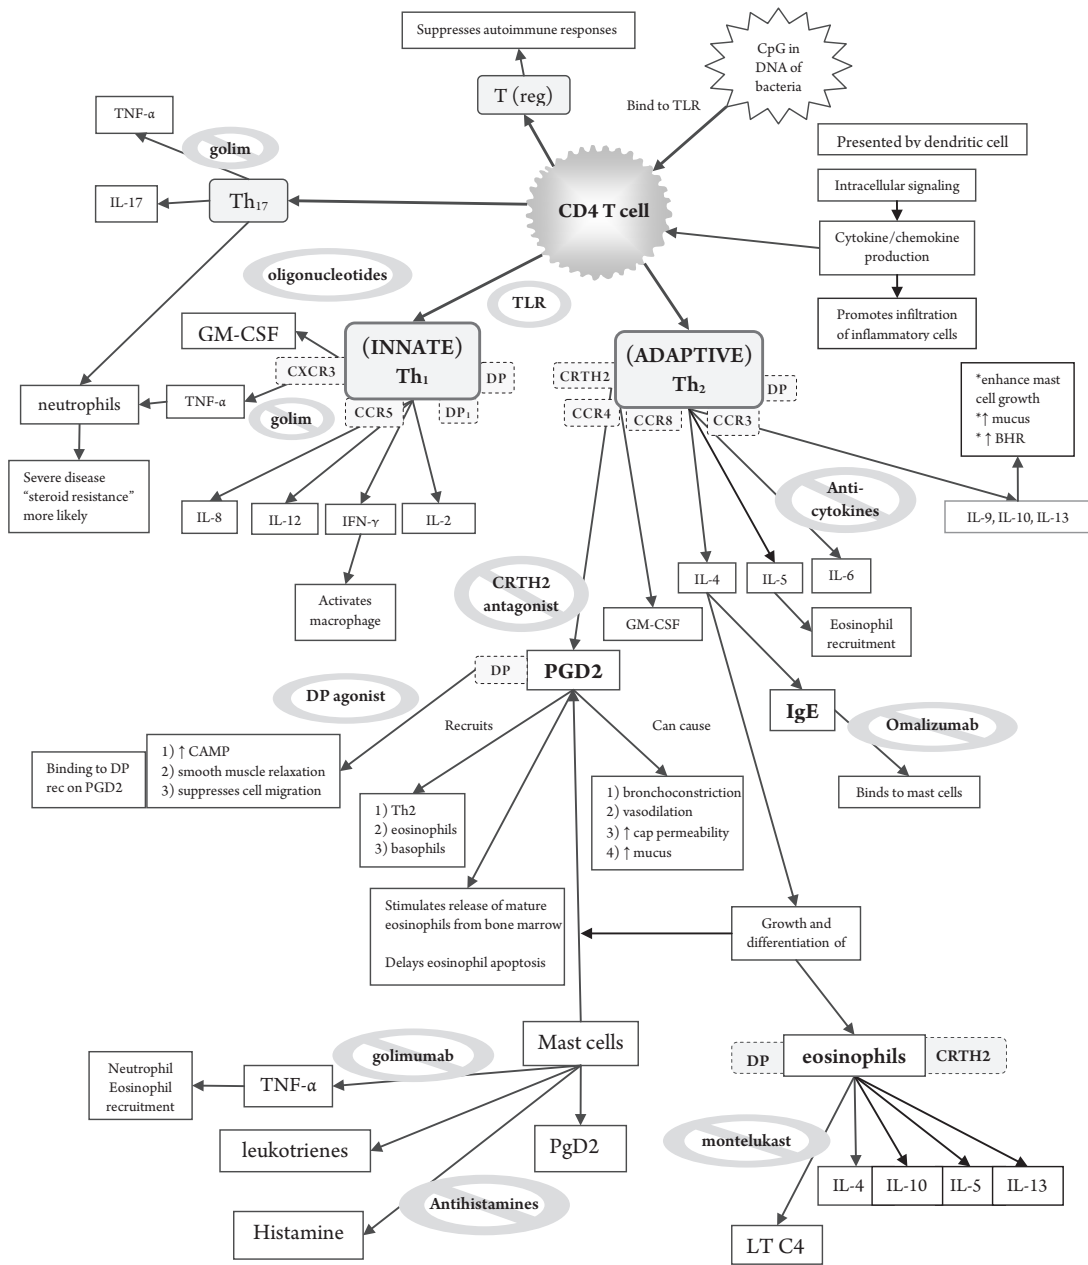 Suppresses autoimmune responses
CpG in
DNA of
bacteria
T (reg)
Bind to TLR
TNF-α
golim
Presented by dendritic cell
Th17
IL-17
Intracellular signaling
CD4 T cell
Cytokine/chemokine
production
oligonucleotides
TLR
Promotes infiltration
of inflammatory cells
GM-CSF
(INNATE)
Th1
CXCR3
DP
CCR5
DP1
(ADAPTIVE)
Th2
CRTH2
DP
CCR4
CCR8
CCR3
*enhance mast
cell growth
*↑ mucus
* ↑ BHR
neutrophils
TNF-α
golim
Severe disease
“steroid resistance”
more likely
IL-8
IL-12
IFN-γ
IL-2
Anti-
cytokines
IL-9, IL-10, IL-13
Activates
macrophage
CRTH2
antagonist
GM-CSF
IL-4
IL-5
IL-6
Eosinophil
recruitment
DP
PGD2
DP agonist
IgE
Omalizumab
Recruits
Can cause
Binding to DP
rec on PGD2
1) ↑ CAMP
2) smooth muscle relaxation
3) suppresses cell migration
Binds to mast cells
1) Th2
2) eosinophils
3) basophils
1) bronchoconstriction
2) vasodilation
3) ↑ cap permeability
4) ↑ mucus
Stimulates release of mature
eosinophils from bone marrow
Delays eosinophil apoptosis
Growth and
differentiation of
Mast cells
golimumab
DP
eosinophils
CRTH2
Neutrophil
Eosinophil
recruitment
TNF-α
leukotrienes
PgD2
montelukast
IL-4
IL-10
IL-5
IL-13
Antihistamines
Histamine
LT C4